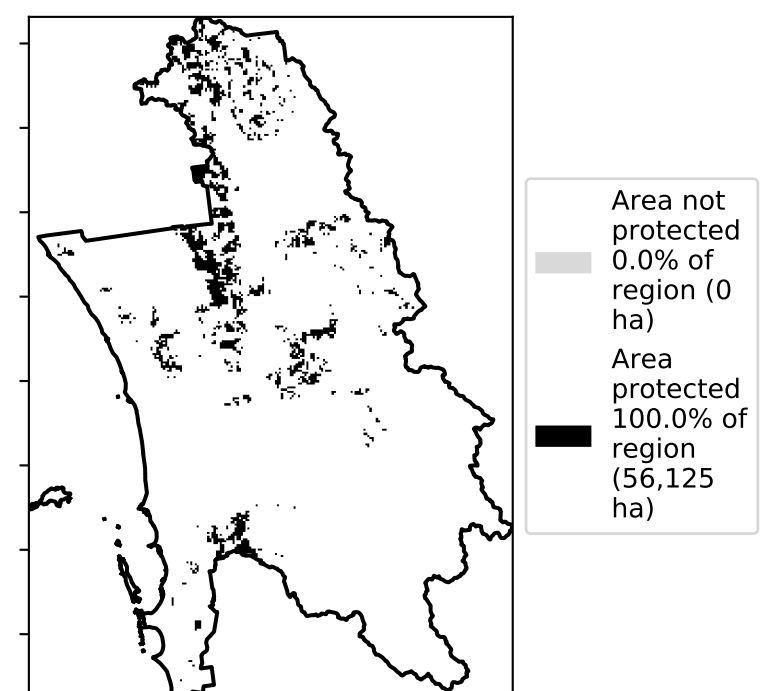 Area not
protected
0.0% of
region (0
ha)
Area
protected
100.0% of
region
(56,125
ha)